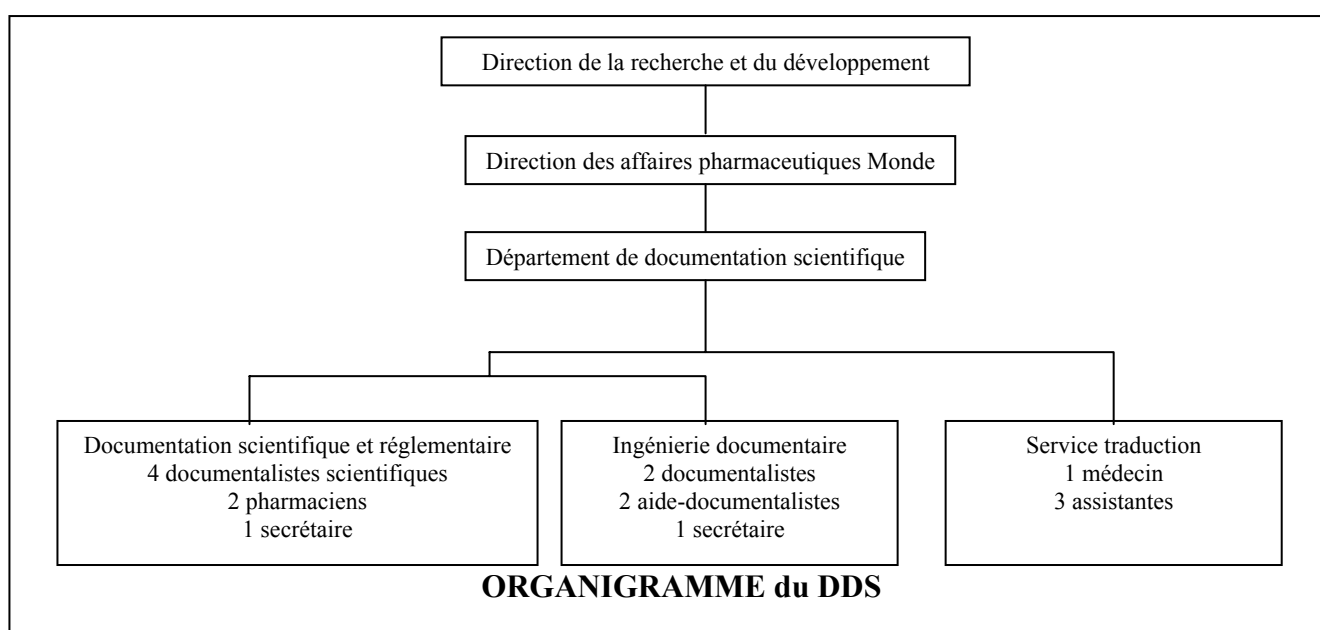 Direction de la recherche et du développement
Direction des affaires pharmaceutiques Monde
Département de documentation scientifique
Documentation scientifique et réglementaire
4 documentalistes scientifiques
2 pharmaciens
1 secrétaire
Ingénierie documentaire
2 documentalistes
2 aide-documentalistes
1 secrétaire
Service traduction
1 médecin
3 assistantes
ORGANIGRAMME du DDS